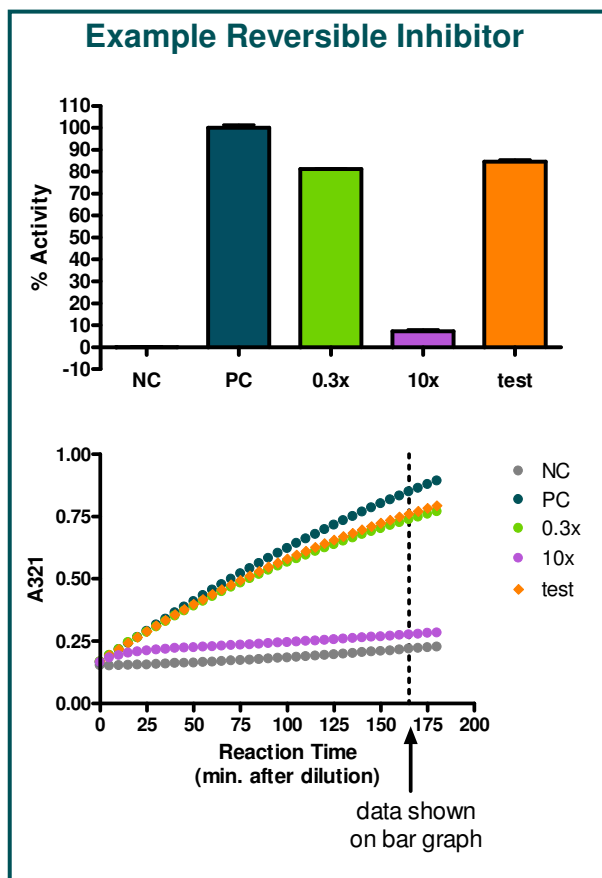 Example Reversible Inhibitor
% Activity
110
100
90
80
70
60
50
40
30
20
10
0
-10
NC PC 0.3x 10x test
A321
1.00
0.75
0.50
0.25
0.00
0 25 50 75 100 125 150 175 200
Reaction Time
(min. after dilution)
NC
PC
0.3x
10x
test
data shown
on bar graph